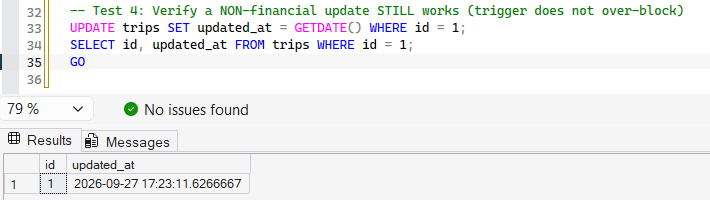 32 -- Test 4: Verify a NON-financial update STILL works (trigger does not over-block)
33 UPDATE trips SET updated_at = GETDATE() WHERE id = 1;
34 SELECT id, updated_at FROM trips WHERE id = 1;
35 GO
36
79 % No issues found
Results Messages
id updated_at
1 1 2026-09-27 17:23:11.6266667